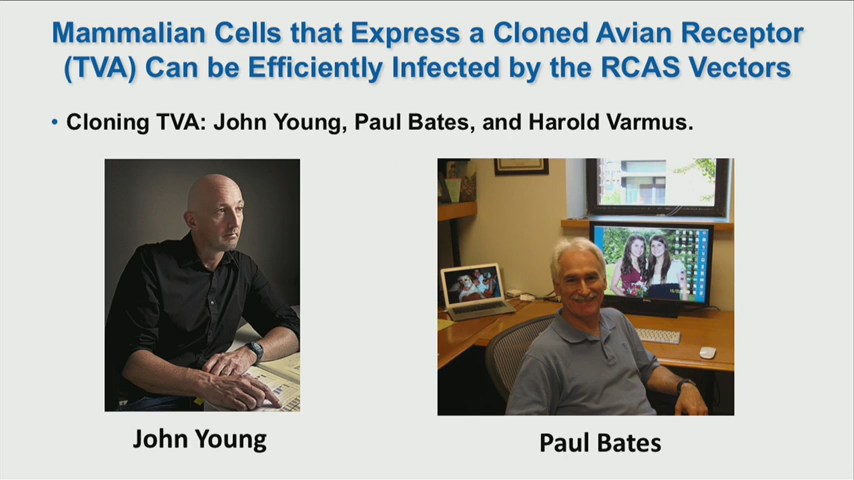 Mammalian Cells that Express a Cloned Avian Receptor
(TVA) Can be Efficiently Infected by the RCAS Vectors
• Cloning TVA: John Young, Paul Bates, and Harold Varmus.
John Young
Paul Bates